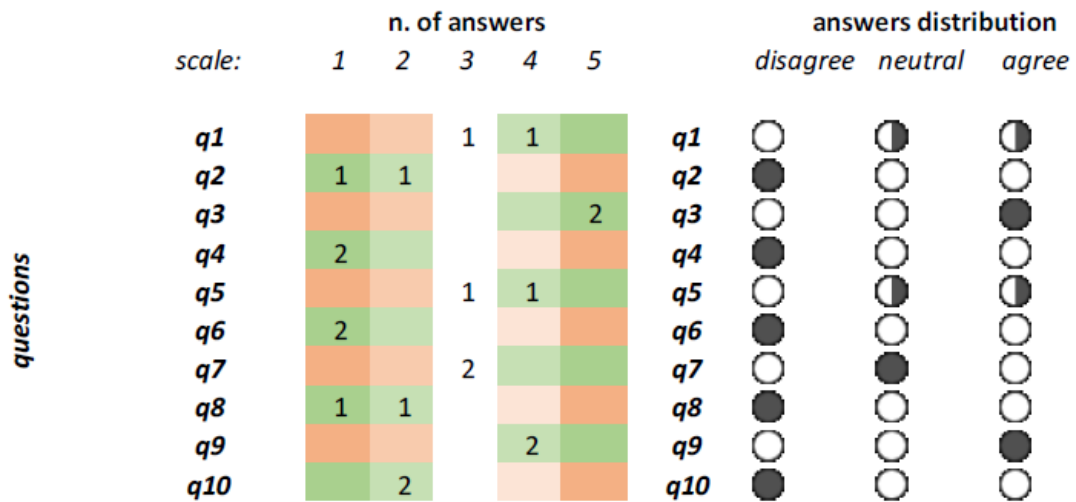 n. of answers answers distribution
scale: 1 2 3 4 5 disagree neutral agree
q1 1 1 q1
q2 1 1 q2
q3 2 q3
q4 2 q4
q5 1 1 q5
q6 2 q6
q7 2 q7
q8 1 1 q8
q9 2 q9
q10 2 q10
questions